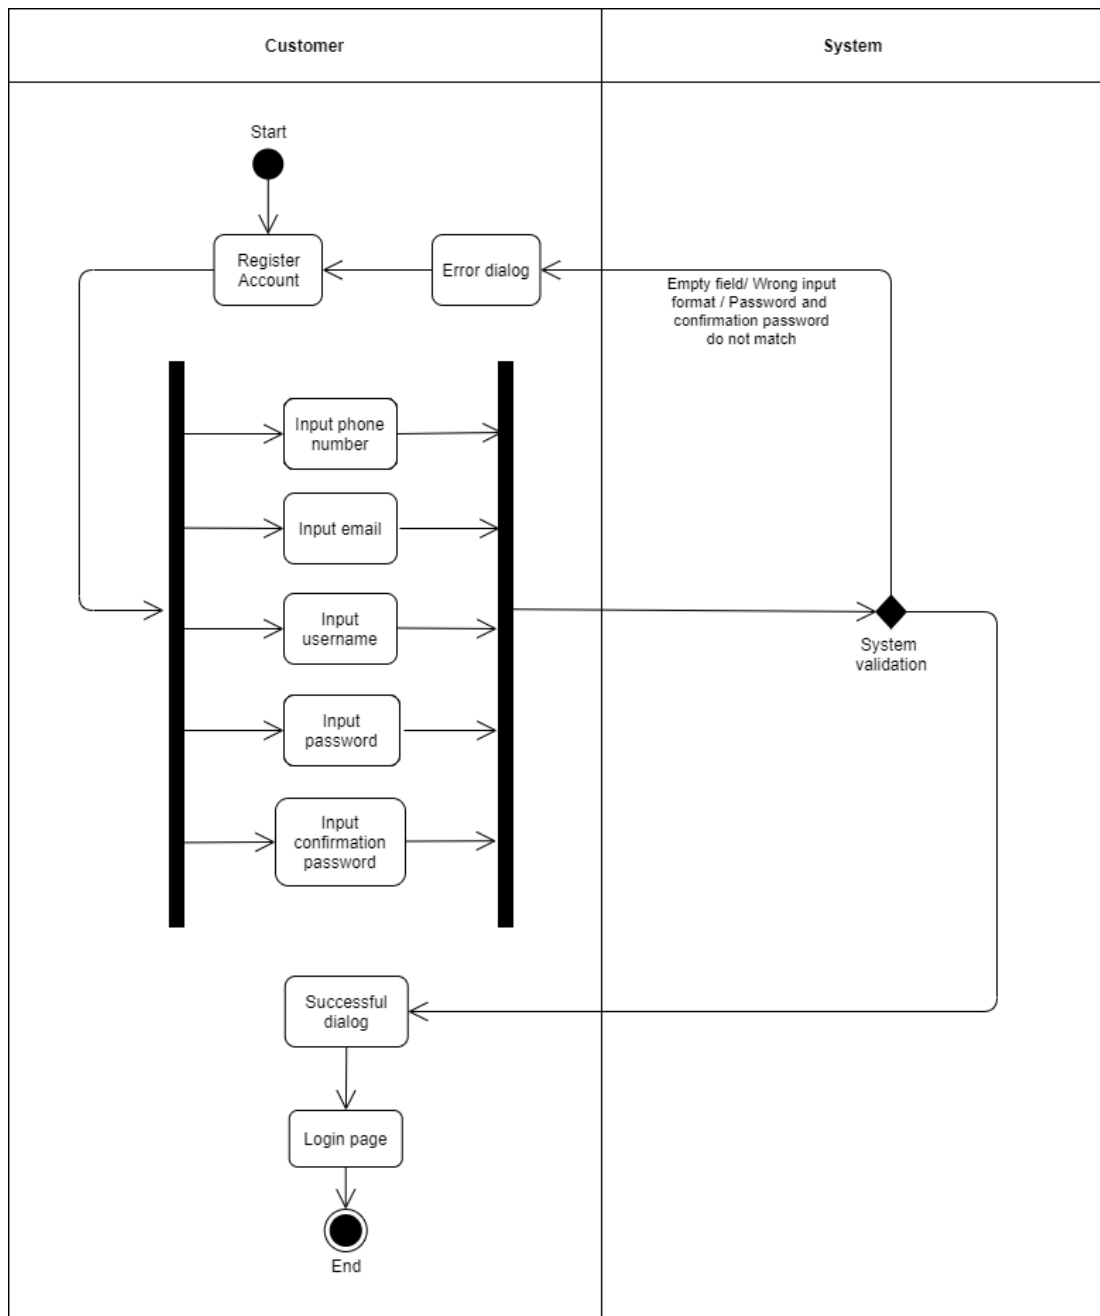 Customer
System
Start
Register
Account
Error dialog
Empty field/ Wrong input
format / Password and
confirmation password
do not match
Input phone
number
Input email
Input
username
System
validation
Input
password
Input
confirmation
password
Successful
dialog
Login page
End